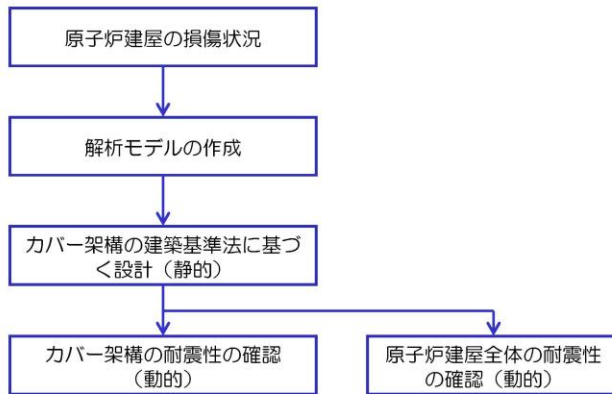 原子炉建屋の損傷状況
解析モデルの作成
カバー架構の建築基準法に基づ
く設計（静的）
カバー架構の耐震性の確認
（動的）
原子炉建屋全体の耐震性
の確認（動的）